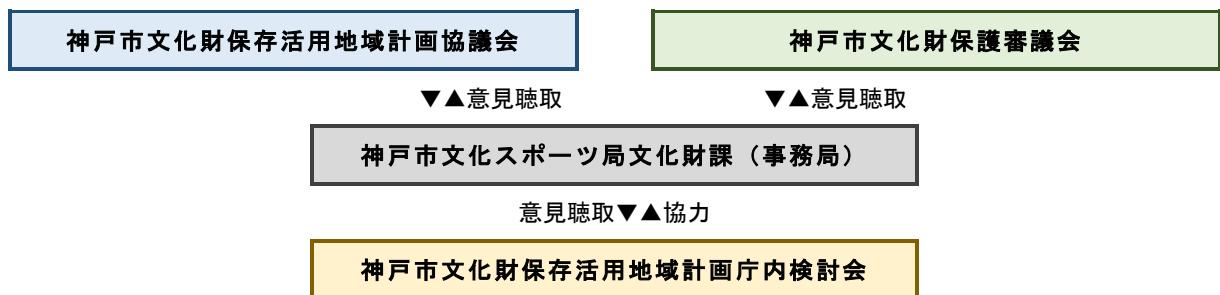 神戸市文化財保存活用地域計画協議会
神戸市文化財保護審議会
▼▲意見聴取
▼▲意見聴取
神戸市文化スポーツ局文化財課（事務局）
意見聴取▼▲協力
神戸市文化財保存活用地域計画庁内検討会